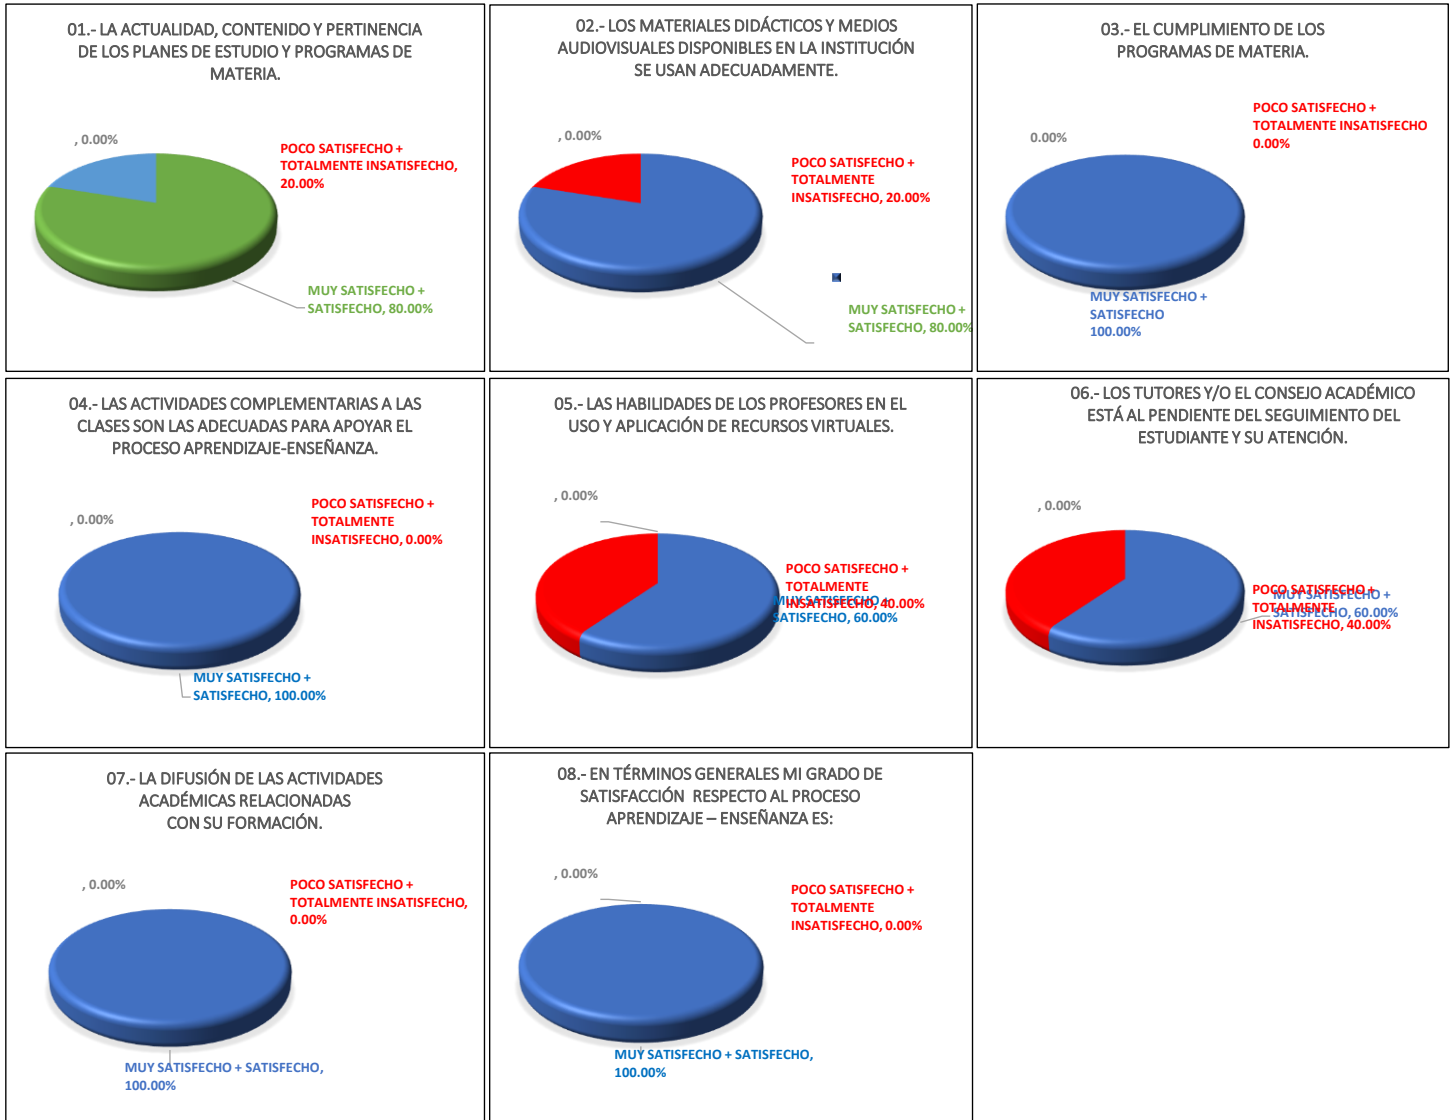 01.- LA ACTUALIDAD, CONTENIDO Y PERTINENCIA
DE LOS PLANES DE ESTUDIO Y PROGRAMAS DE
MATERIA.
, 0.00%
POCO SATISFECHO +
TOTALMENTE INSATISFECHO,
20.00%
MUY SATISFECHO +
SATISFECHO, 80.00%
02.- LOS MATERIALES DIDÁCTICOS Y MEDIOS
AUDIOVISUALES DISPONIBLES EN LA INSTITUCIÓN
SE USAN ADECUADAMENTE.
, 0.00%
POCO SATISFECHO +
TOTALMENTE
INSATISFECHO, 20.00%
MUY SATISFECHO +
SATISFECHO, 80.00%
03.- EL CUMPLIMIENTO DE LOS
PROGRAMAS DE MATERIA.
0.00%
POCO SATISFECHO +
TOTALMENTE INSATISFECHO
0.00%
MUY SATISFECHO +
SATISFECHO
100.00%
04.- LAS ACTIVIDADES COMPLEMENTARIAS A LAS
CLASES SON LAS ADECUADAS PARA APOYAR EL
PROCESO APRENDIZAJE-ENSEÑANZA.
, 0.00%
POCO SATISFECHO +
TOTALMENTE
INSATISFECHO, 0.00%
MUY SATISFECHO +
SATISFECHO, 100.00%
05.- LAS HABILIDADES DE LOS PROFESORES EN EL
USO Y APLICACIÓN DE RECURSOS VIRTUALES.
, 0.00%
POCO SATISFECHO +
TOTALMENTE
INSATISFECHO, 40.00%
MUY SATISFECHO +
SATISFECHO, 60.00%
06.- LOS TUTORES Y/O EL CONSEJO ACADÉMICO
ESTÁ AL PENDIENTE DEL SEGUIMIENTO DEL
ESTUDIANTE Y SU ATENCIÓN.
, 0.00%
POCO SATISFECHO +
TOTALMENTE
INSATISFECHO, 40.00%
MUY SATISFECHO +
SATISFECHO, 60.00%
07.- LA DIFUSIÓN DE LAS ACTIVIDADES
ACADÉMICAS RELACIONADAS
CON SU FORMACIÓN.
, 0.00%
POCO SATISFECHO +
TOTALMENTE INSATISFECHO,
0.00%
MUY SATISFECHO + SATISFECHO,
100.00%
08.- EN TÉRMINOS GENERALES MI GRADO DE
SATISFACCIÓN RESPECTO AL PROCESO
APRENDIZAJE – ENSEÑANZA ES:
, 0.00%
POCO SATISFECHO +
TOTALMENTE
INSATISFECHO, 0.00%
MUY SATISFECHO + SATISFECHO,
100.00%